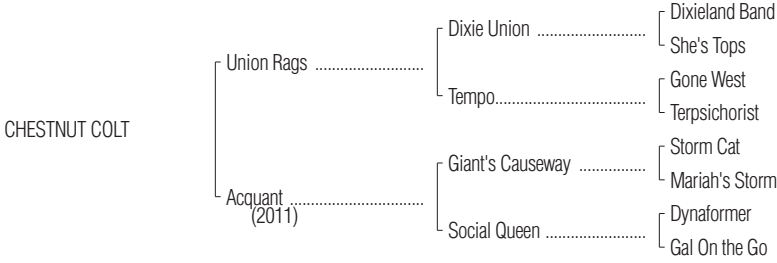 Dixieland Band
Dixie Union ..........................
She's Tops
Union Rags ..........................
Gone West
Tempo....................................
Terpsichorist
CHESTNUT COLT
Storm Cat
Giant's Causeway ................
Mariah's Storm
Acquant ................................
(2011)
Dynaformer
Social Queen ........................
Gal On the Go